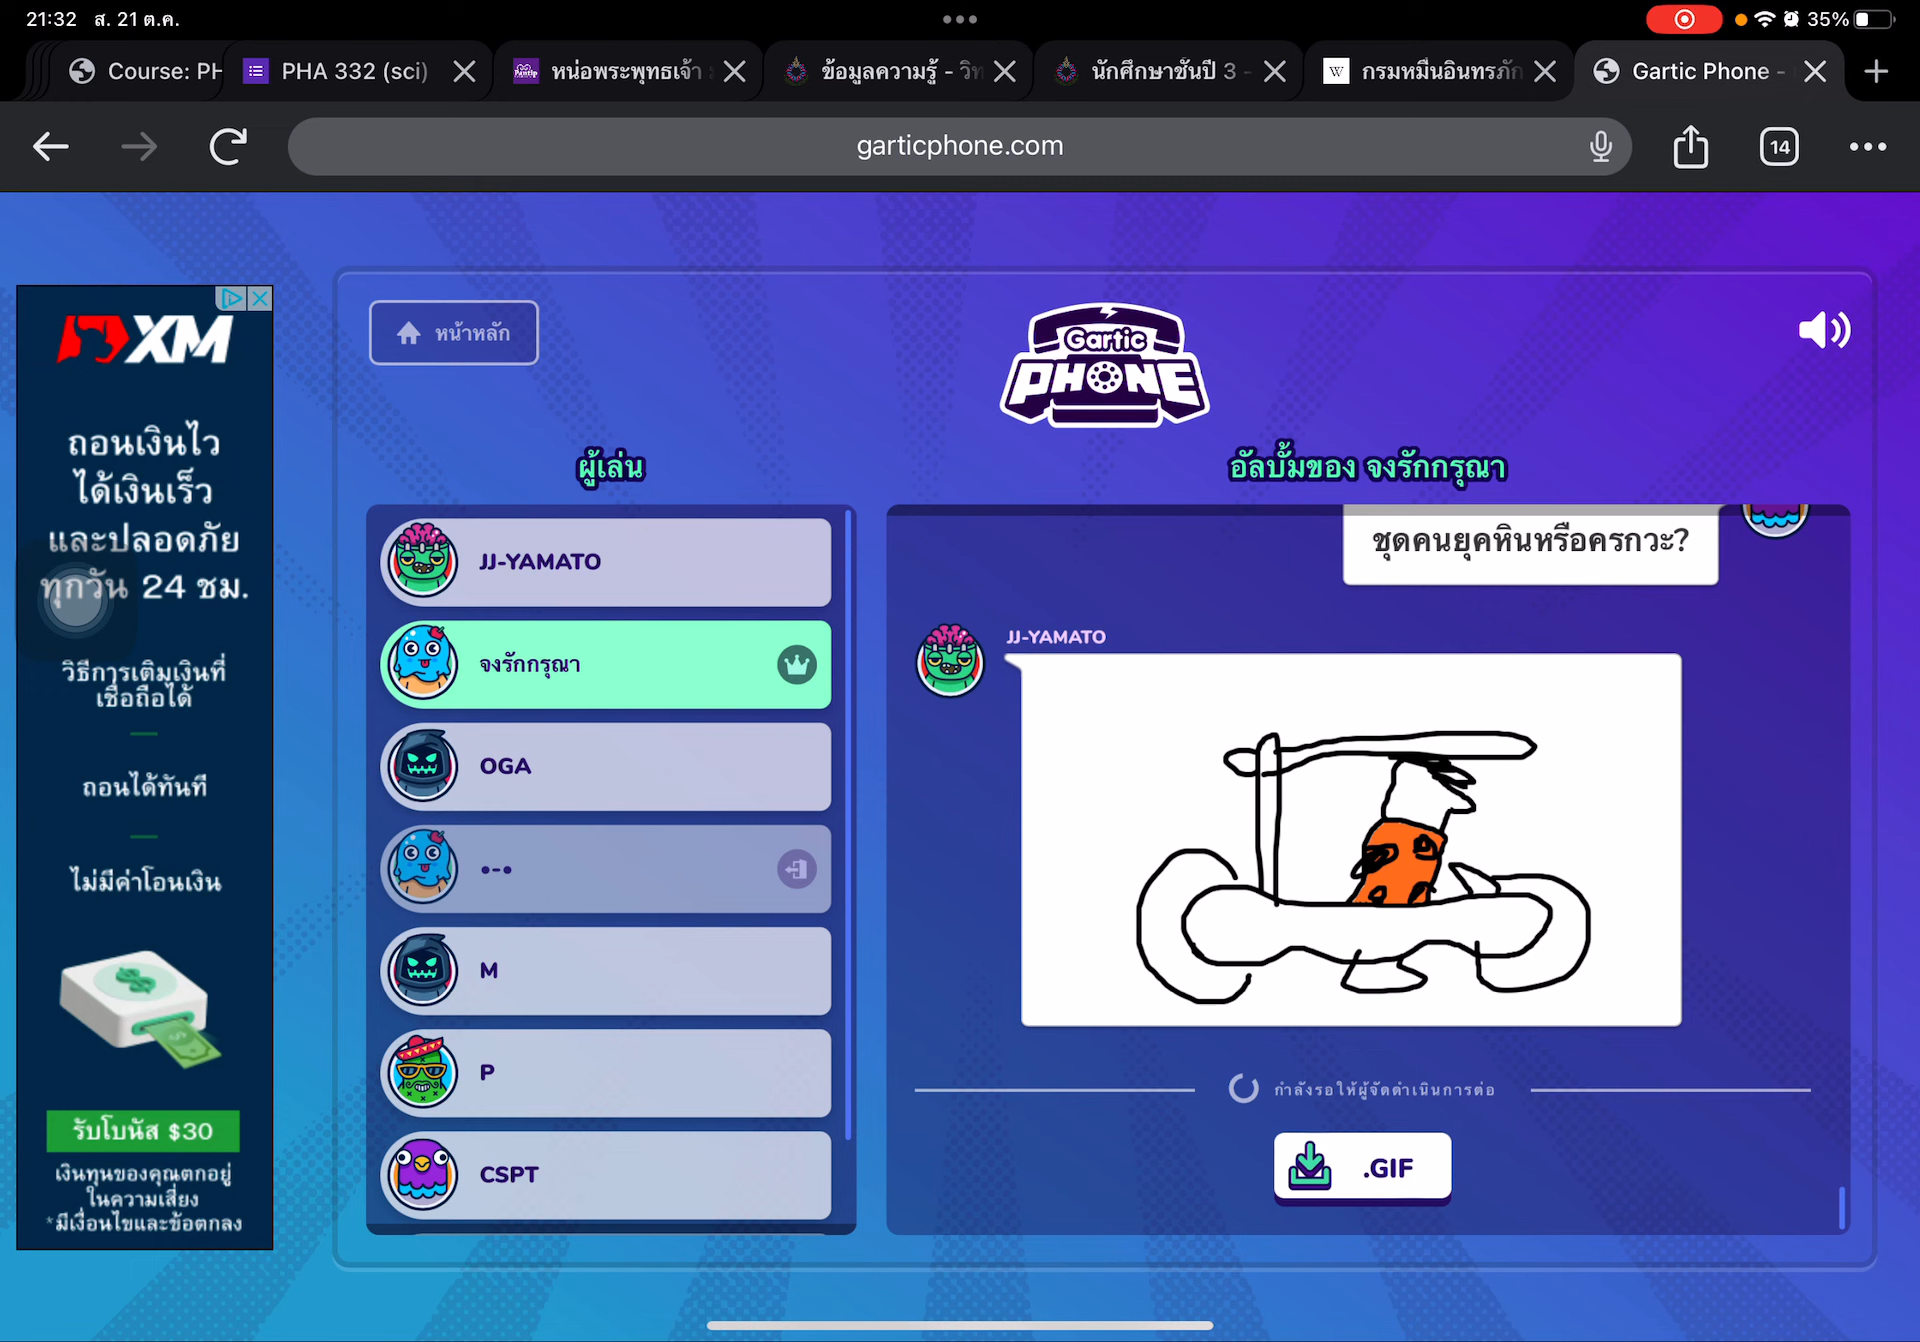 21:32 ส. 21 ต.ค.
35%
Course: PH
PHA 332 (sci)
หน่อพระพุทธเจ้า
ข้อมูลความรู้ - วิท
นักศึกษาชั้นปี 3 -
W กรมหมื่นอินทรภัก
Gartic Phone -
garticphone.com
14
XM
ถอนเงินไว
ได้เงินเร็ว
และปลอดภัย
ทุกวัน 24 ชม.
วิธีการเติมเงินที่
เชื่อถือได้
ถอนได้ทันที
ไม่มีค่าโอนเงิน
รับโบนัส $30
เงินทุนของคุณตกอยู่
ในความเสี่ยง
*มีเงื่อนไขและข้อตกลง
หน้าหลัก
Gartic
PHONE
ผู้เล่น
JJ-YAMATO
จงรักกรุณา
OGA
•-•
M
P
CSPT
อัลบั้มของ จงรักกรุณา
ชุดคนยุคหินหรือครกวะ?
JJ-YAMATO
กำลังรอให้ผู้จัดดำเนินการต่อ
.GIF